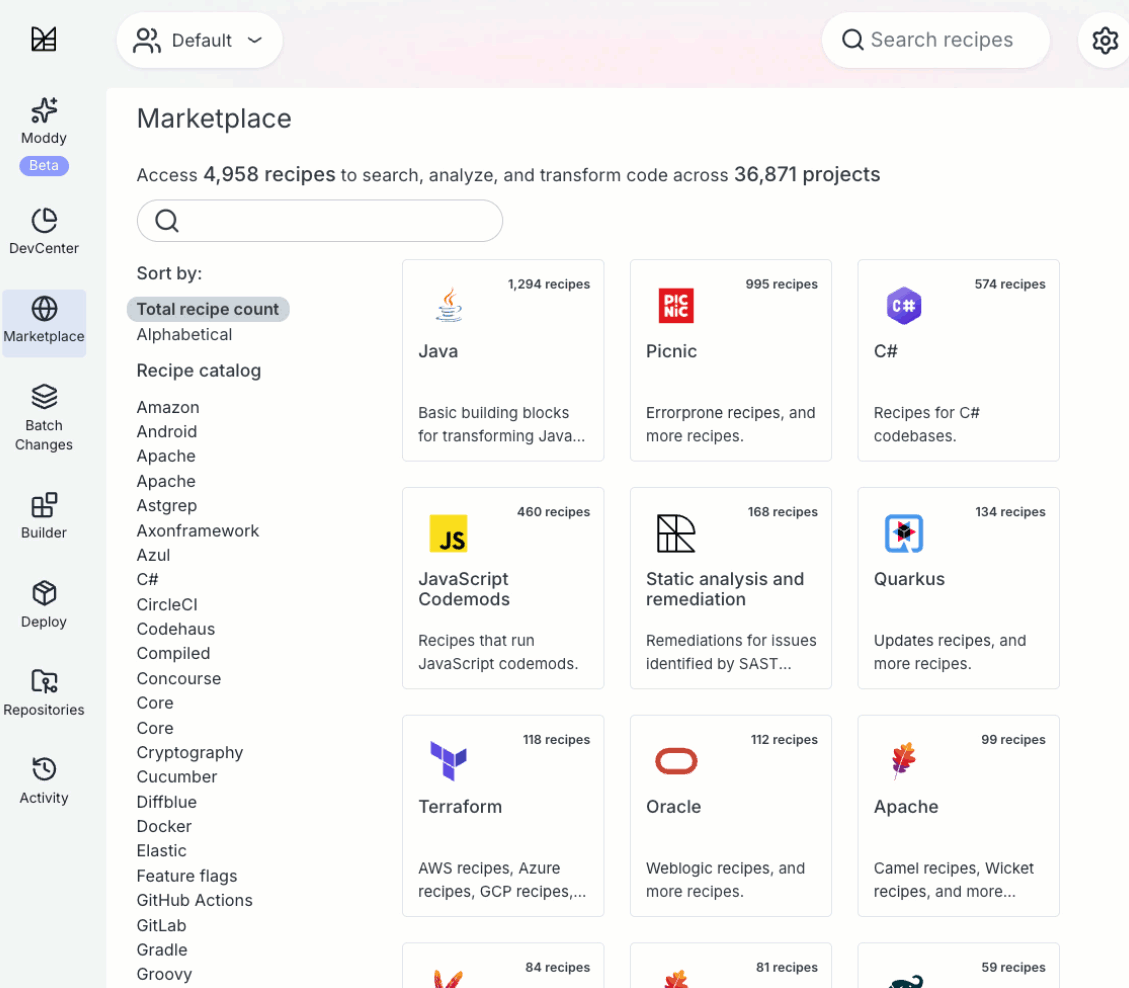 Default
Search recipes
Moddy
Beta
DevCenter
Marketplace
Batch
Changes
Builder
Deploy
Repositories
Activity
Marketplace
Access 4,958 recipes to search, analyze, and transform code across 36,871 projects
Sort by:
Total recipe count
Alphabetical
Recipe catalog
Amazon
Android
Apache
Apache
Astgrep
Axonframework
Azul
C#
CircleCI
Codehaus
Compiled
Concourse
Core
Core
Cryptography
Cucumber
Diffblue
Docker
Elastic
Feature flags
GitHub Actions
GitLab
Gradle
Groovy
1,294 recipes
Java
Basic building blocks
for transforming Java...
995 recipes
PIC
NIC
Picnic
Errorprone recipes, and
more recipes.
574 recipes
C#
C#
Recipes for C#
codebases.
460 recipes
JS
JavaScript
Codemods
Recipes that run
JavaScript codemods.
168 recipes
Static analysis and
remediation
Remediations for issues
identified by SAST...
134 recipes
Quarkus
Updates recipes, and
more recipes.
118 recipes
Terraform
AWS recipes, Azure
recipes, GCP recipes,...
112 recipes
Oracle
Weblogic recipes, and
more recipes.
99 recipes
Apache
Camel recipes, Wicket
recipes, and more...
84 recipes
81 recipes
59 recipes